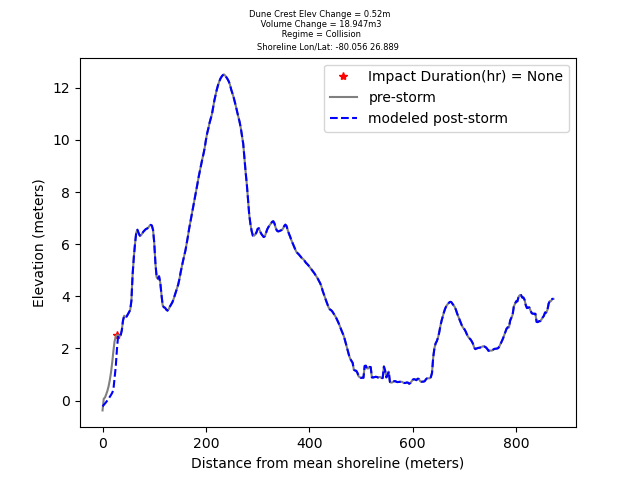 Dune Crest Elev Change = 0.52m
Volume Change = 18.947m3
Regime = Collision
Shoreline Lon/Lat: -80.056 26.889
Impact Duration(hr) = None
pre-storm
modeled post-storm
12
10
8
6
4
2
0
Elevation (meters)
0 200 400 600 800
Distance from mean shoreline (meters)